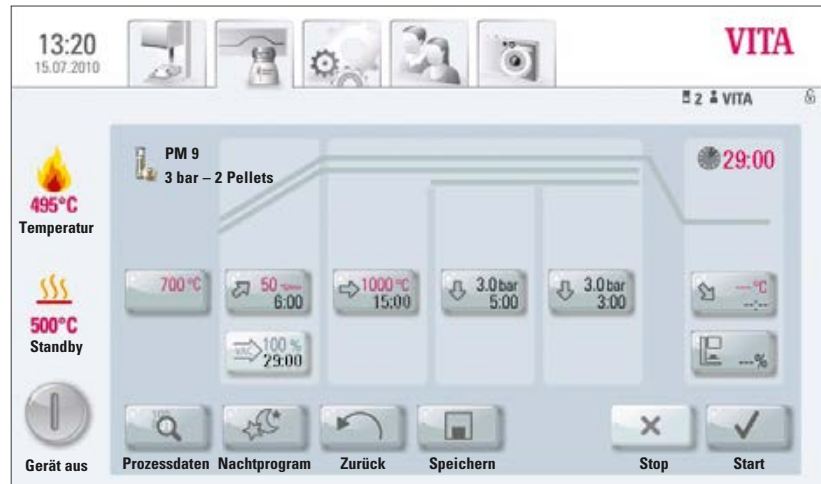 13:20
15.07.2010
VITA
2 VITA
PM 9
3 bar – 2 Pellets
29:00
495°C
Temperatur
500°C
Standby
Gerät aus
700 °C
50 °C/min
6:00
VAC 100 %
29:00
1000 °C
15:00
3.0 bar
5:00
3.0 bar
3:00
--- °C
--:--
---%
Prozessdaten
Nachtprogram
Zurück
Speichern
Stop
Start